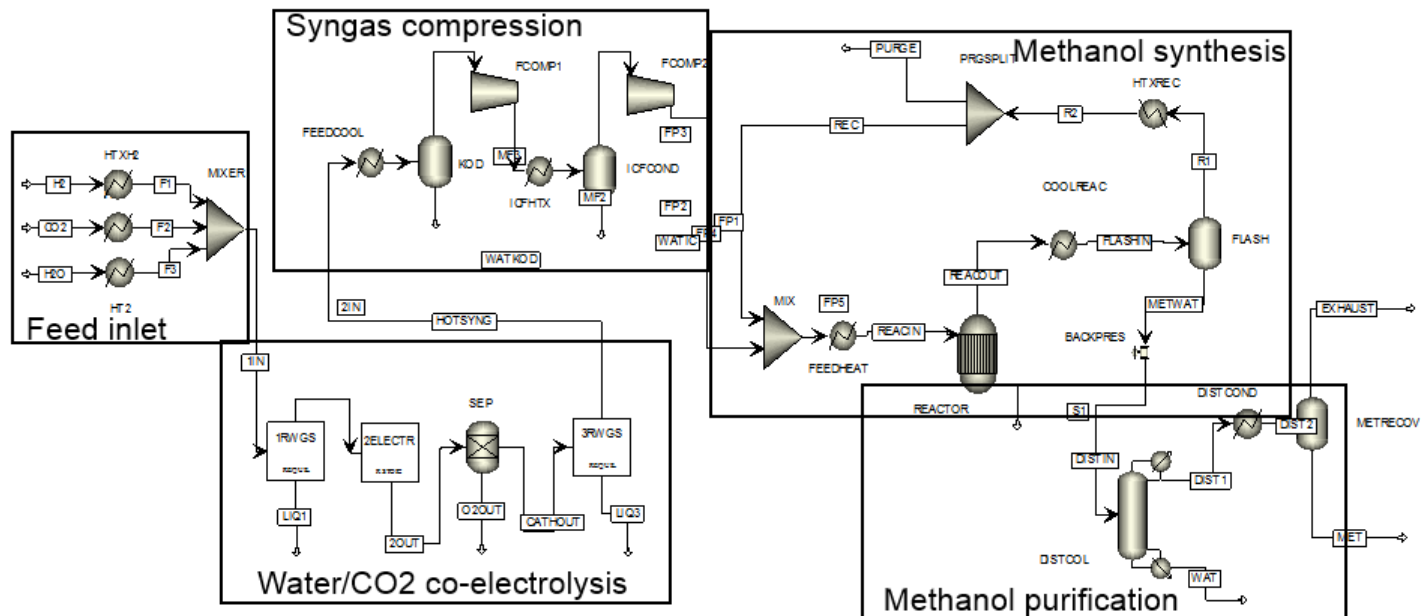 Syngas compression
FCOMP1
FCOMP2
FEEDCOOL
KOD
ICFHTX
ICFCOND
MF2
FP3
FP2
FP1
WATIC
WATKOD
PURGE
PRGSPLIT
Methanol synthesis
HTXREC
REC
R2
R1
COOLREAC
FLASHIN
FLASH
REACOUT
METWAT
MIX
FP5
REACIN
FEEDHEAT
BACKPRES
REACTOR
HTXH2
MIXER
H2
F1
CO2
F2
H2O
F3
HT2
Feed inlet
1IN
2IN
HOTSYNG
SEP
1RWGS
REQUIL
2ELECTR
RSTOIC
3RWGS
REQUIL
LIQ1
2OUT
O2OUT
CATHOUT
LIQ3
Water/CO2 co-electrolysis
EXHAUST
DISTCOND
S1
DIST2
METRECOV
DISTIN
DIST1
DISTCOL
WAT
MET
Methanol purification